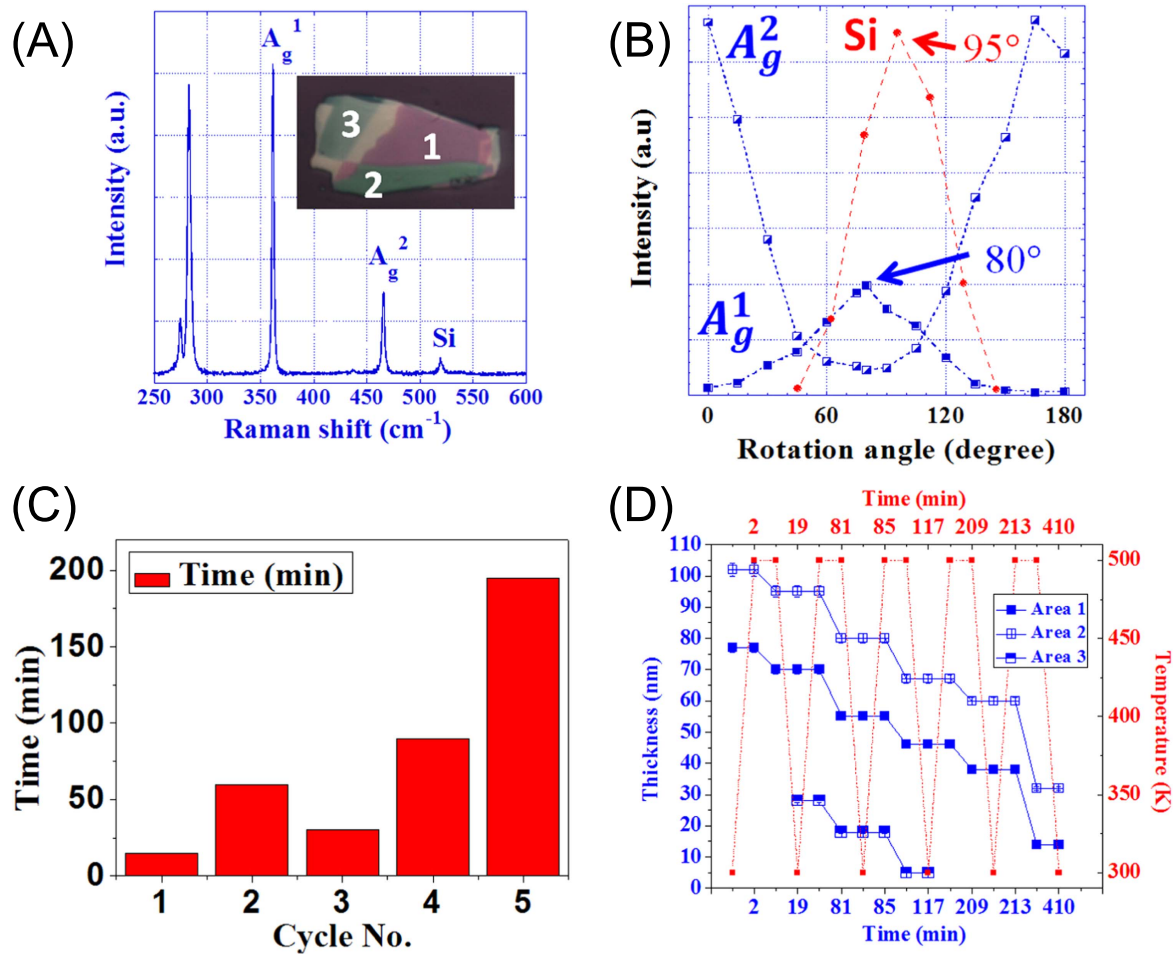 (A)
A_g^1
3
1
2
A_g^2
Si
Intensity (a.u.)
250 300 350 400 450 500 550 600
Raman shift (cm⁻¹)
(B)
A_g^2
Si
95°
80°
A_g^1
Intensity (a.u)
0 60 120 180
Rotation angle (degree)
(C)
Time (min)
200
150
100
50
0
Time (min)
1 2 3 4 5
Cycle No.
(D)
Time (min)
2 19 81 85 117 209 213 410
110
100
90
80
70
60
50
40
30
20
10
0
Thickness (nm)
Area 1
Area 2
Area 3
500
450
400
350
300
Temperature (K)
2 19 81 85 117 209 213 410
Time (min)